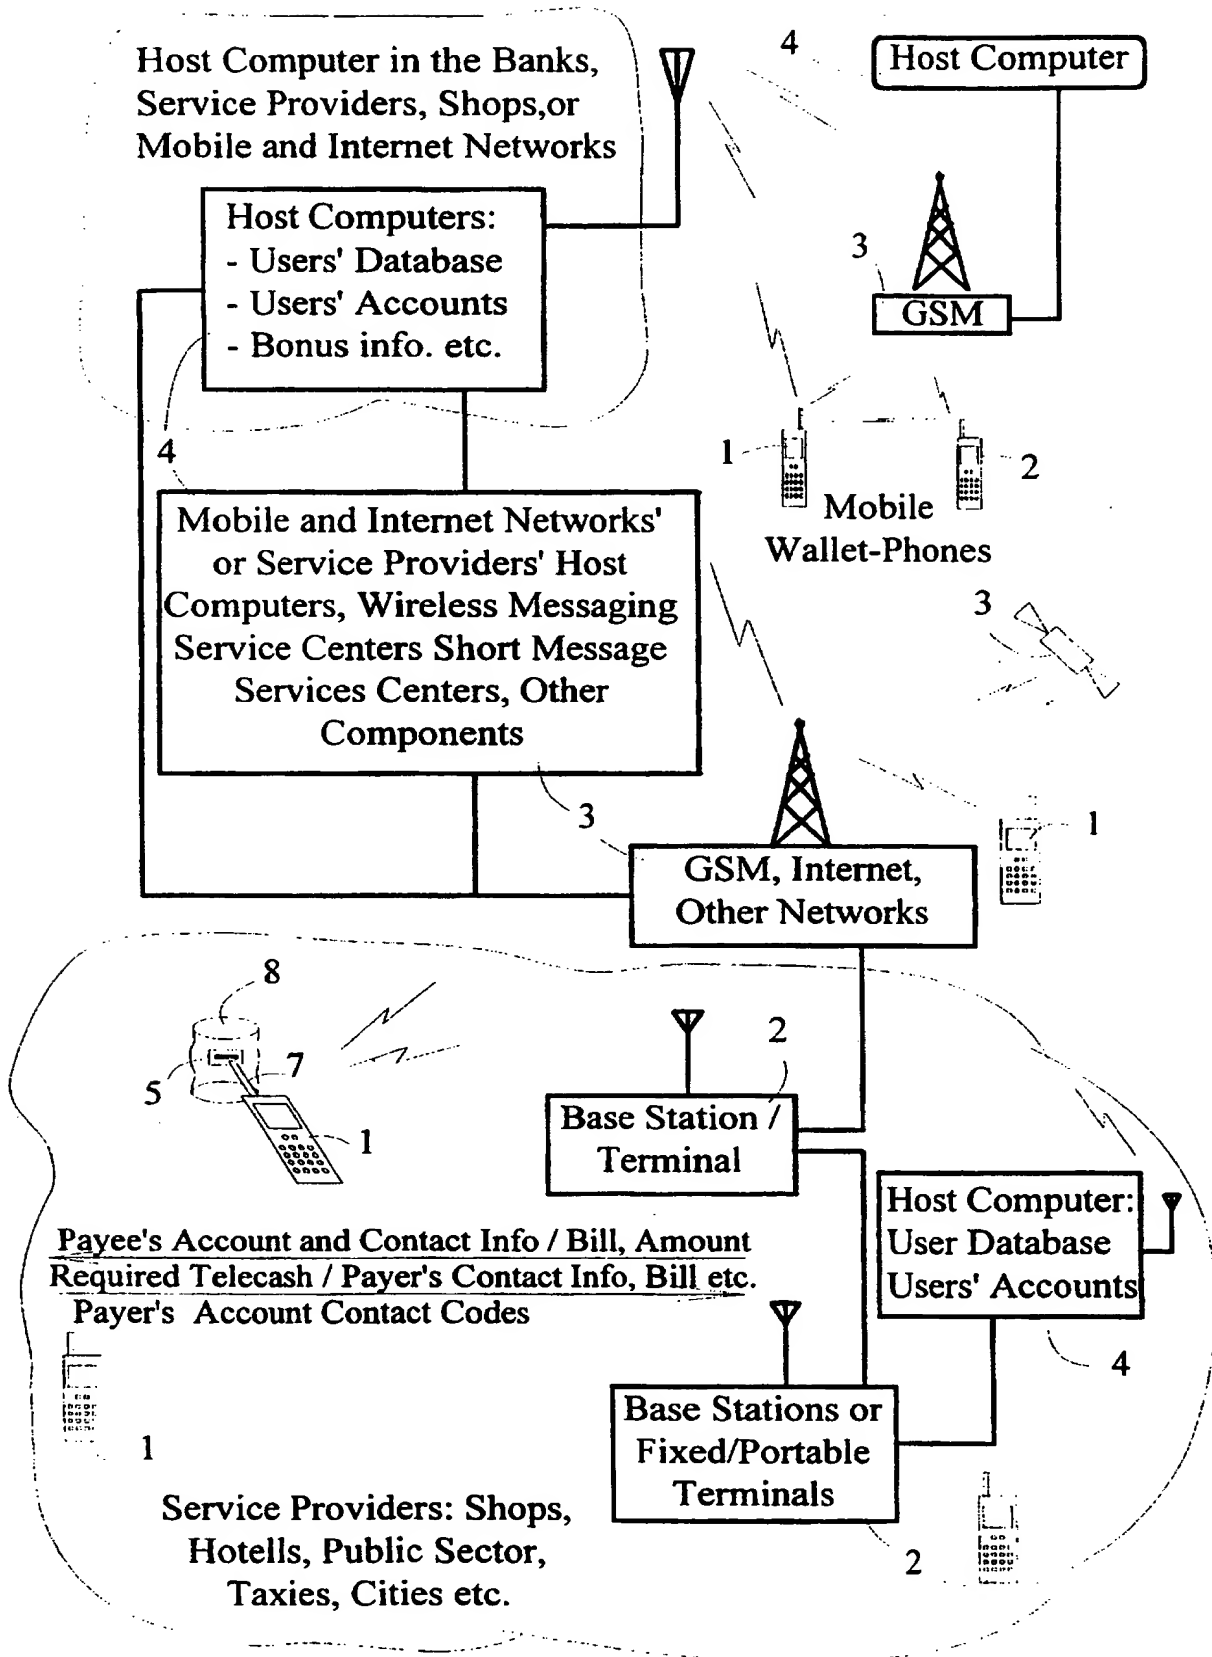 Host Computer in the Banks,
Service Providers, Shops,or
Mobile and Internet Networks
4
Host Computer
Host Computers:
- Users' Database
- Users' Accounts
- Bonus info. etc.
3
GSM
4
1
2
Mobile
Wallet-Phones
Mobile and Internet Networks'
or Service Providers' Host
Computers, Wireless Messaging
Service Centers Short Message
Services Centers, Other
Components
3
3
1
GSM, Internet,
Other Networks
8
5
7
1
2
Base Station /
Terminal
Host Computer:
User Database
Users' Accounts
4
Payee's Account and Contact Info / Bill, Amount
Required Telecash / Payer's Contact Info, Bill etc.
Payer's Account Contact Codes
1
Base Stations or
Fixed/Portable
Terminals
2
Service Providers: Shops,
Hotells, Public Sector,
Taxies, Cities etc.